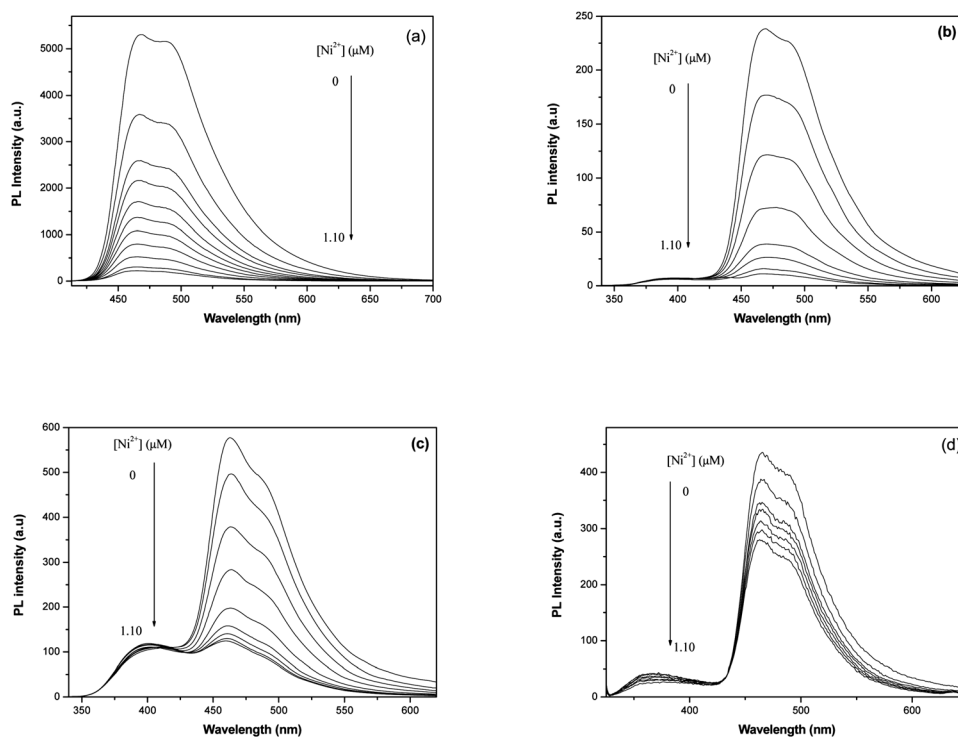 (a)
[Ni2+] (μM)
0
1.10
5000
4000
3000
2000
1000
0
PL Intensity (a.u.)
450 500 550 600 650 700
Wavelength (nm)
(b)
[Ni2+] (μM)
0
1.10
250
200
150
100
50
0
PL intensity (a.u)
350 400 450 500 550 600
Wavelength (nm)
(c)
[Ni2+] (μM)
0
1.10
600
500
400
300
200
100
0
PL intensity (a.u)
350 400 450 500 550 600
Wavelength (nm)
(d)
[Ni2+] (μM)
0
1.10
400
300
200
100
0
PL Intensity (a.u.)
400 500 600
Wavelength (nm)